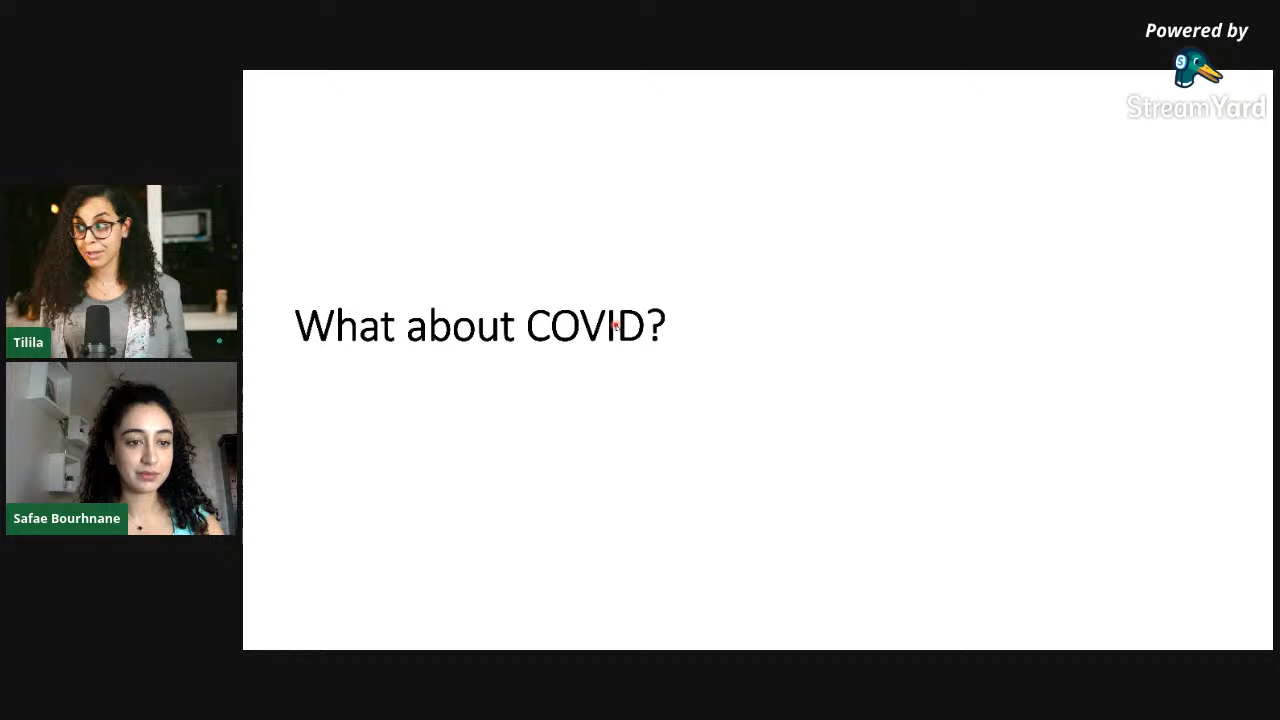 Powered by
StreamYard
What about COVID?
Tilila
Safae Bourhnane